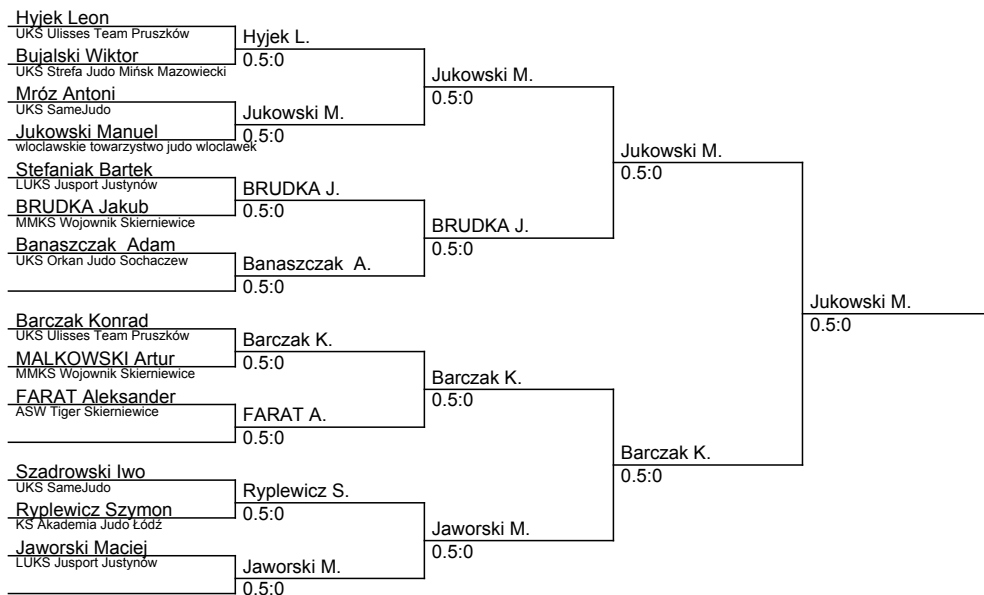 Hyjek Leon
UKS Ulisses Team Pruszków
Bujalski Wiktor
UKS Strefa Judo Mińsk Mazowiecki
Mróz Antoni
UKS SameJudo
Jukowski Manuel
wloclawskie towarzystwo judo wloclawek
Stefaniak Bartek
LUKS Jusport Justynów
BRUDKA Jakub
MMKS Wojownik Skierniewice
Banaszczak  Adam
UKS Orkan Judo Sochaczew
Barczak Konrad
UKS Ulisses Team Pruszków
MALKOWSKI Artur
MMKS Wojownik Skierniewice
FARAT Aleksander
ASW Tiger Skierniewice
Szadrowski Iwo
UKS SameJudo
Ryplewicz Szymon
KS Akademia Judo Łódź
Jaworski Maciej
LUKS Jusport Justynów
Hyjek L.
0.5:0
Jukowski M.
0.5:0
BRUDKA J.
0.5:0
Banaszczak  A.
0.5:0
Barczak K.
0.5:0
FARAT A.
0.5:0
Ryplewicz S.
0.5:0
Jaworski M.
0.5:0
Jukowski M.
0.5:0
BRUDKA J.
0.5:0
Barczak K.
0.5:0
Jaworski M.
0.5:0
Jukowski M.
0.5:0
Barczak K.
0.5:0
Jukowski M.
0.5:0